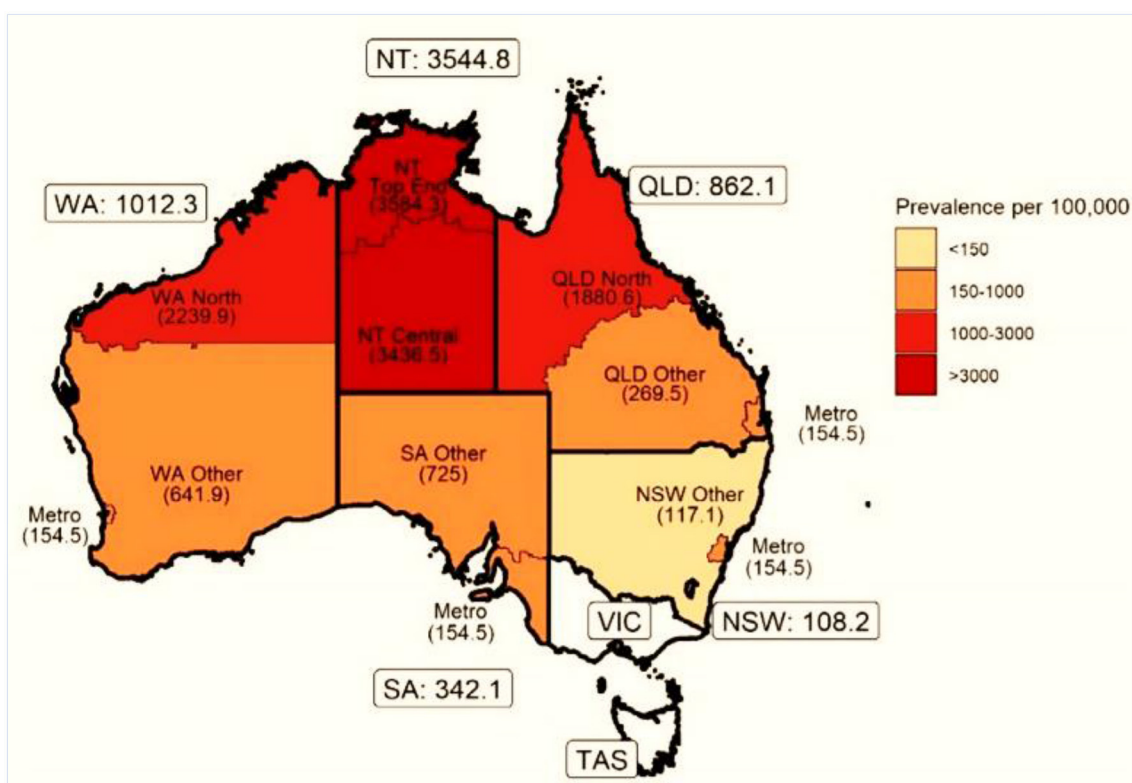 NT: 3544.8
NT
Top End
(3584.3)
WA: 1012.3
QLD: 862.1
Prevalence per 100,000
<150
150-1000
1000-3000
>3000
WA North
(2239.9)
QLD North
(1880.6)
NT Central
(3436.5)
QLD Other
(269.5)
Metro
(154.5)
WA Other
(641.9)
SA Other
(725)
NSW Other
(117.1)
Metro
(154.5)
Metro
(154.5)
Metro
(154.5)
VIC
NSW: 108.2
SA: 342.1
TAS